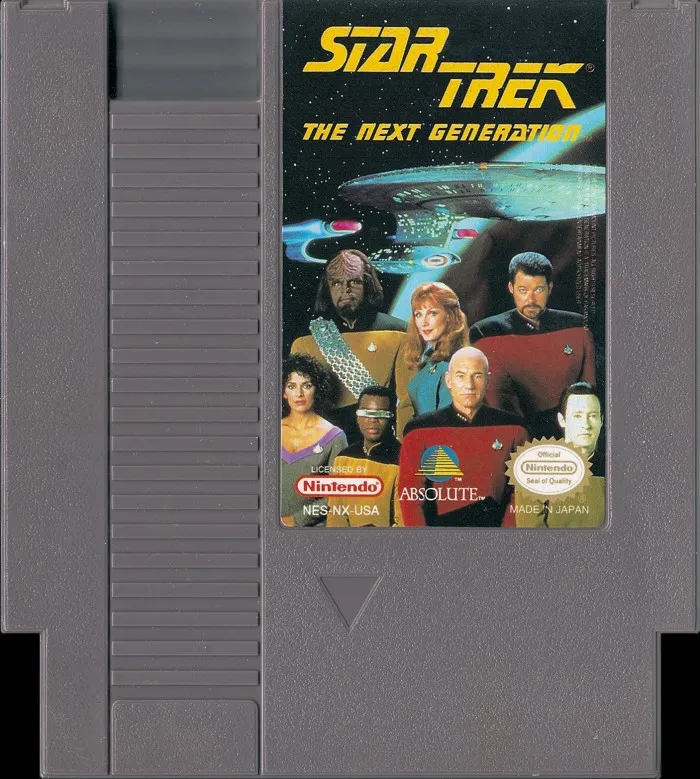 STAR
TREK®
THE NEXT GENERATION
LICENSED BY
Nintendo®
NES-NX-USA
ABSOLUTE™
Official
Nintendo
Seal of Quality
MADE IN JAPAN